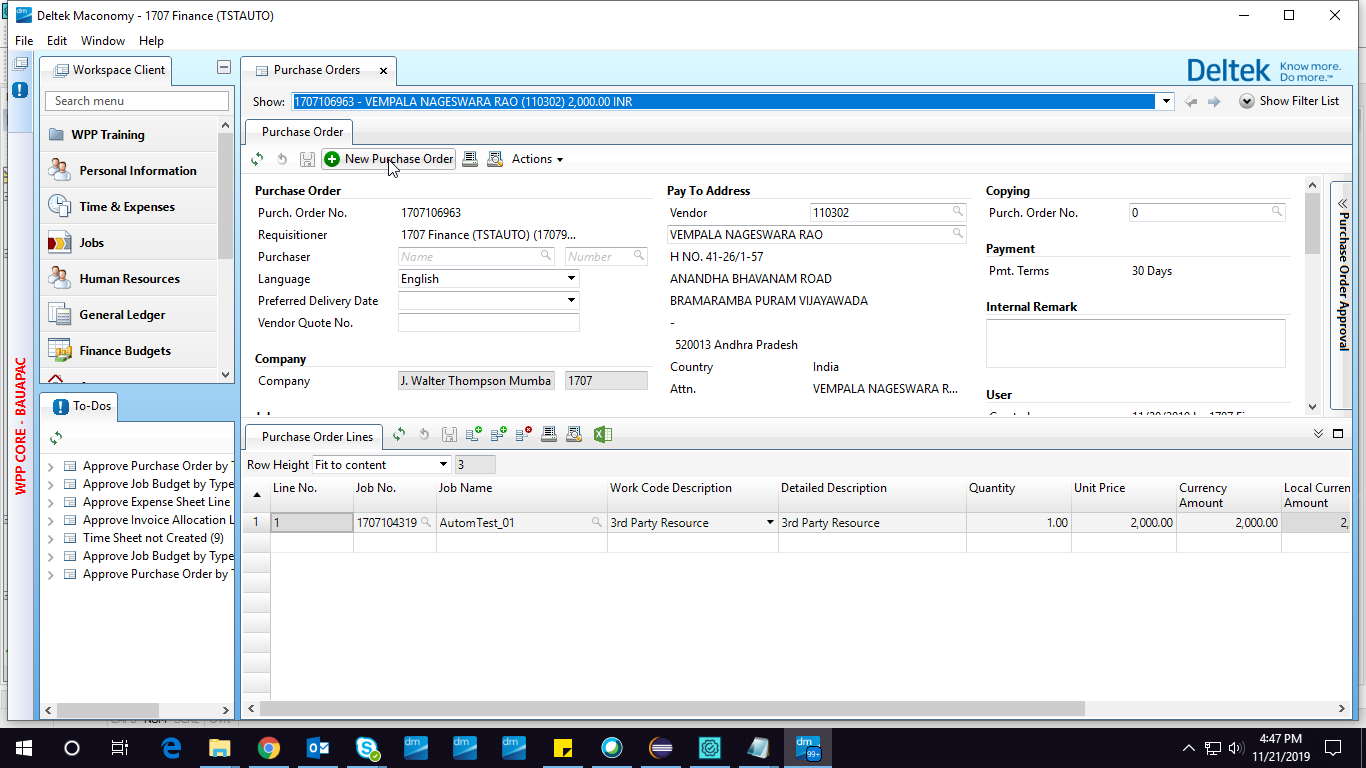 Deltek Maconomy - 1707 Finance (TSTAUTO)
File Edit Window Help
Workspace Client
Search menu
WPP Training
Personal Information
Time & Expenses
Jobs
Human Resources
General Ledger
Finance Budgets
WPP CORE - BAUAPAC
To-Dos
Approve Purchase Order by T
Approve Job Budget by Type
Approve Expense Sheet Line
Approve Invoice Allocation L
Time Sheet not Created (9)
Approve Job Budget by Type
Approve Purchase Order by T
Purchase Orders
Deltek Know more.
Do more.™
Show: 1707106963 - VEMPALA NAGESWARA RAO (110302) 2,000.00 INR
Show Filter List
Purchase Order
New Purchase Order Actions
Purchase Order
Purch. Order No. 1707106963
Requisitioner 1707 Finance (TSTAUTO) (17079...
Purchaser Name Number
Language English
Preferred Delivery Date
Vendor Quote No.
Company
Company J. Walter Thompson Mumba 1707
Pay To Address
Vendor 110302
VEMPALA NAGESWARA RAO
H NO. 41-26/1-57
ANANDHA BHAVANAM ROAD
BRAMARAMBA PURAM VIJAYAWADA
-
520013 Andhra Pradesh
Country India
Attn. VEMPALA NAGESWARA R...
Copying
Purch. Order No. 0
Payment
Pmt. Terms 30 Days
Internal Remark
User
Purchase Order Approval
Purchase Order Lines
Row Height Fit to content 3
Line No. Job No. Job Name Work Code Description Detailed Description Quantity Unit Price Currency Amount Local Curren Amount
1 1 1707104319 AutomTest_01 3rd Party Resource 3rd Party Resource 1.00 2,000.00 2,000.00 2,
99+
4:47 PM
11/21/2019